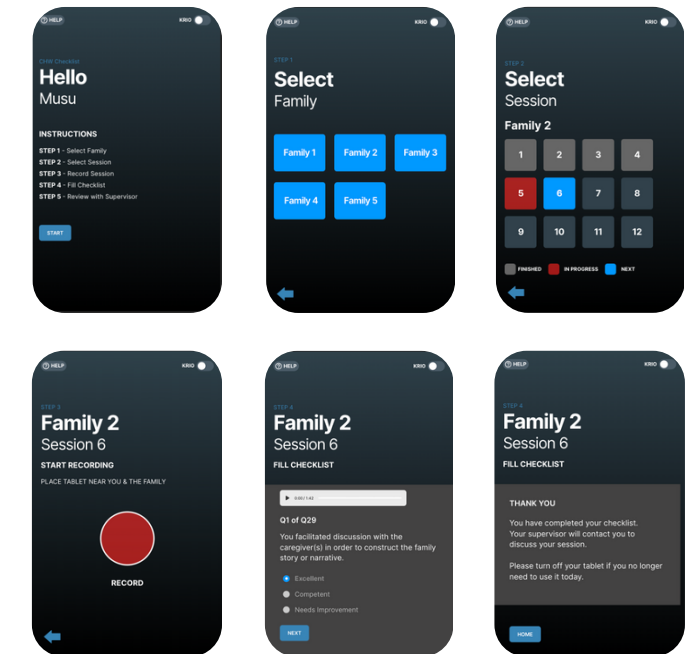 HELP
KRIO
CHW Checklist
Hello
Musu
INSTRUCTIONS
STEP 1 - Select Family
STEP 2 - Select Session
STEP 3 - Record Session
STEP 4 - Fill Checklist
STEP 5 - Review with Supervisor
START
HELP
KRIO
STEP 1
Select
Family
Family 1 Family 2 Family 3
Family 4 Family 5
HELP
KRIO
STEP 2
Select
Session
Family 2
1 2 3 4
5 6 7 8
9 10 11 12
FINISHED IN PROGRESS NEXT
HELP
KRIO
STEP 3
Family 2
Session 6
START RECORDING
PLACE TABLET NEAR YOU & THE FAMILY
RECORD
HELP
KRIO
STEP 4
Family 2
Session 6
FILL CHECKLIST
0:00 / 1:42
Q1 of Q29
You facilitated discussion with the
caregiver(s) in order to construct the family
story or narrative.
Excellent
Competent
Needs Improvement
NEXT
HELP
KRIO
STEP 4
Family 2
Session 6
FILL CHECKLIST
THANK YOU
You have completed your checklist.
Your supervisor will contact you to
discuss your session.
Please turn off your tablet if you no longer
need to use it today.
HOME